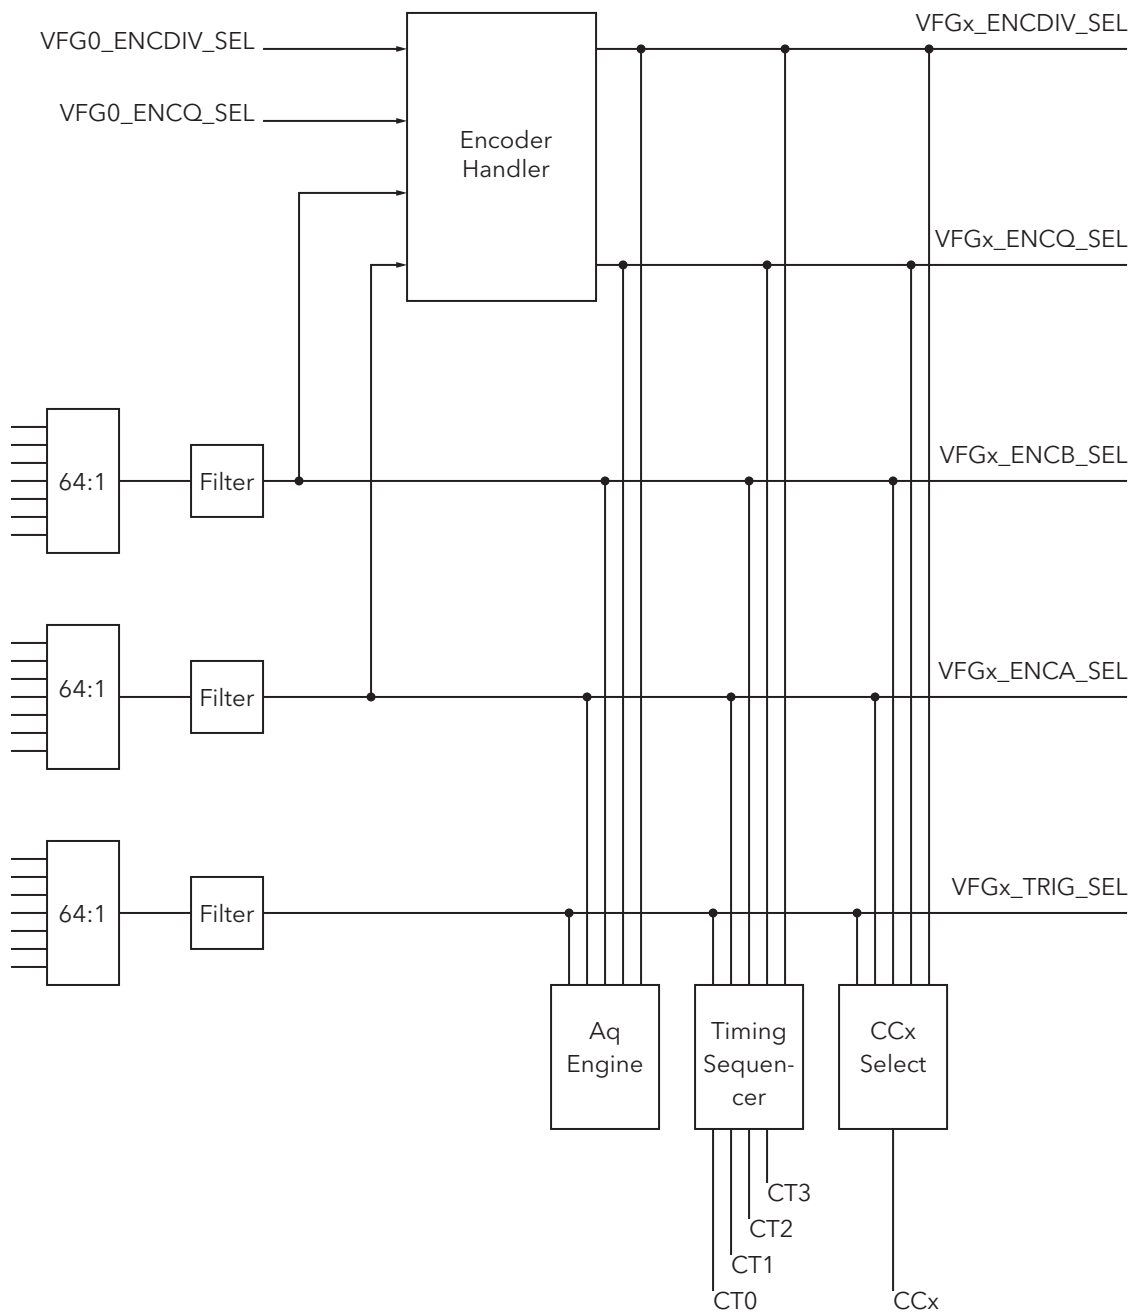 VFGx_ENCDIV_SEL
VFG0_ENCDIV_SEL
VFG0_ENCQ_SEL
Encoder
Handler
VFGx_ENCQ_SEL
VFGx_ENCB_SEL
64:1
Filter
VFGx_ENCA_SEL
64:1
Filter
VFGx_TRIG_SEL
64:1
Filter
Aq
Engine
Timing
Sequen-
cer
CCx
Select
CT3
CT2
CT1
CT0
CCx